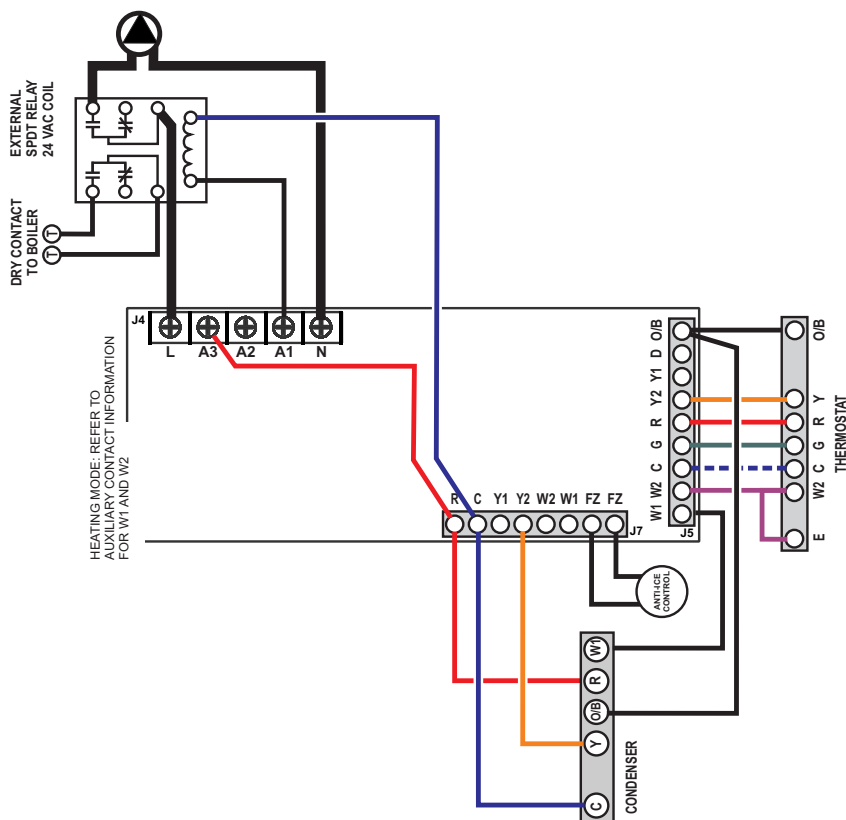 EXTERNAL
SPDT RELAY
24 VAC COIL
DRY CONTACT
TO BOILER
T
T
J4
L
A3
A2
A1
N
HEATING MODE: REFER TO
AUXILIARY CONTACT INFORMATION
FOR W1 AND W2
R
C
Y1
Y2
W2
W1
FZ
FZ
J7
O/B
D
Y1
Y2
R
G
C
W2
W1
J5
O/B
Y
R
G
C
W2
E
THERMOSTAT
ANTI-ICE
CONTROL
W1
R
O/B
Y
C
CONDENSER